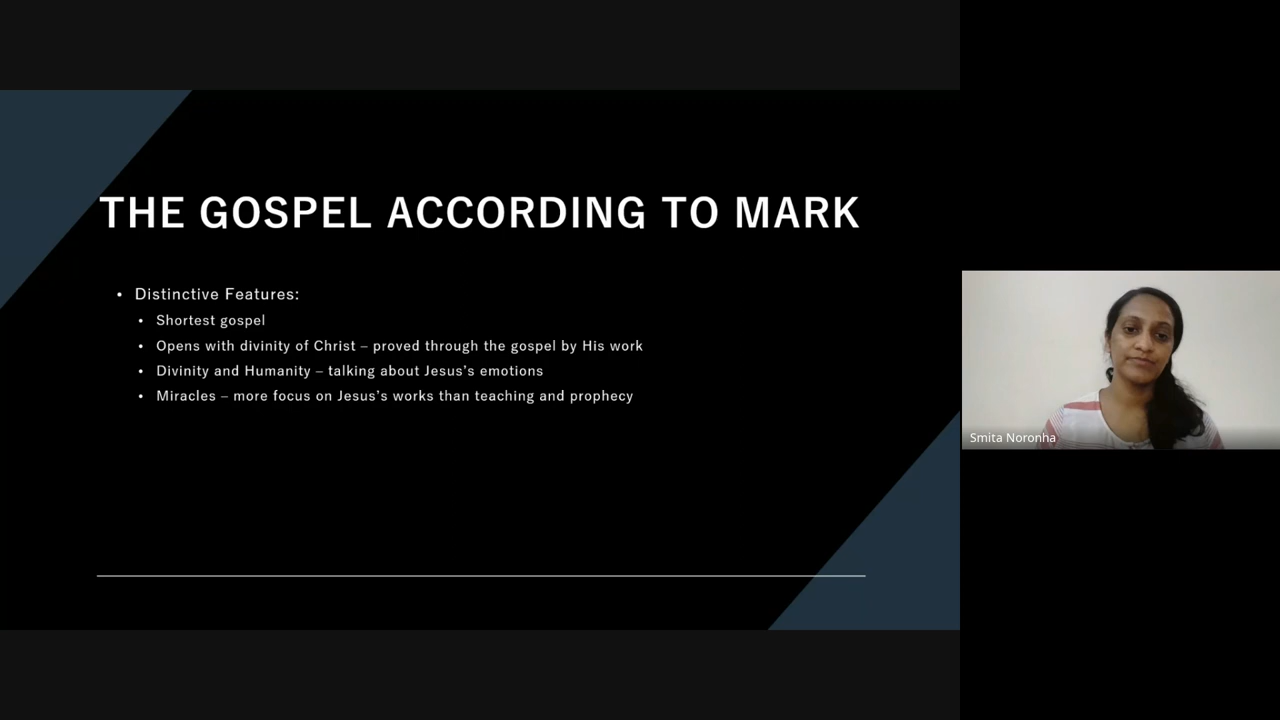 THE GOSPEL ACCORDING TO MARK
• Distinctive Features:
• Shortest gospel
• Opens with divinity of Christ – proved through the gospel by His work
• Divinity and Humanity – talking about Jesus's emotions
• Miracles – more focus on Jesus's works than teaching and prophecy
Smita Noronha